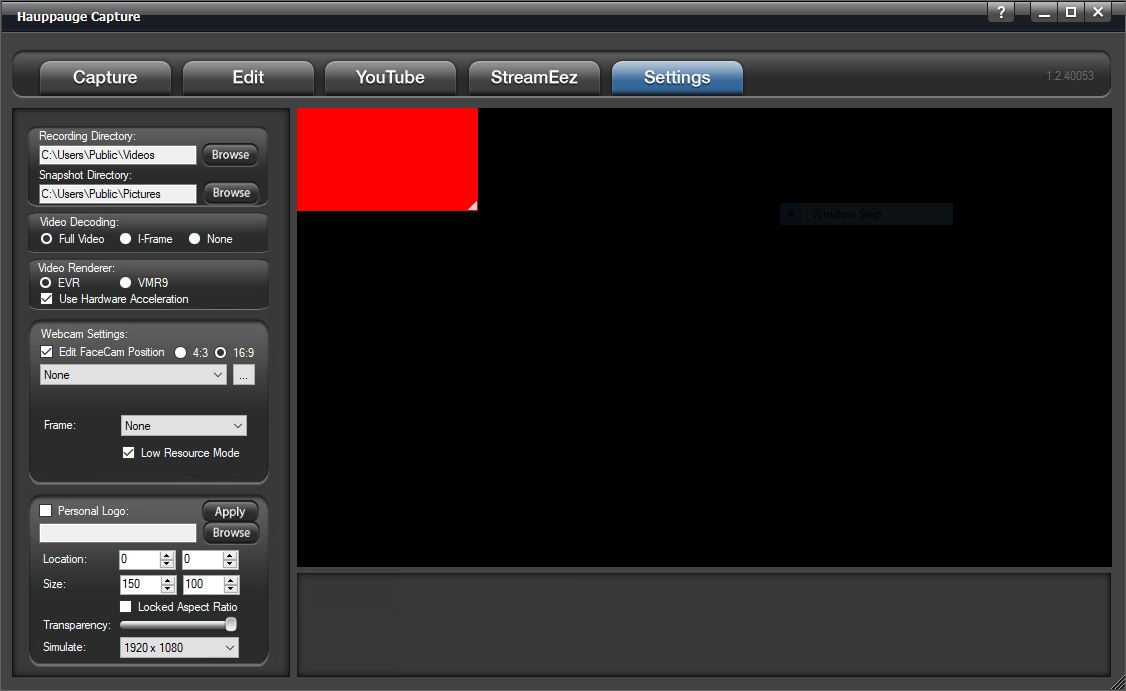 Hauppauge Capture
?
Capture
Edit
YouTube
StreamEez
Settings
1.2.40053
Recording Directory:
C:\Users\Public\Videos
Browse
Snapshot Directory:
C:\Users\Public\Pictures
Browse
Video Decoding:
Full Video
I-Frame
None
Video Renderer:
EVR
VMR9
Use Hardware Acceleration
Webcam Settings:
Edit FaceCam Position
4:3
16:9
None
...
Frame:
None
Low Resource Mode
Personal Logo:
Apply
Browse
Location:
0
0
Size:
150
100
Locked Aspect Ratio
Transparency:
Simulate:
1920 x 1080
Window Snip